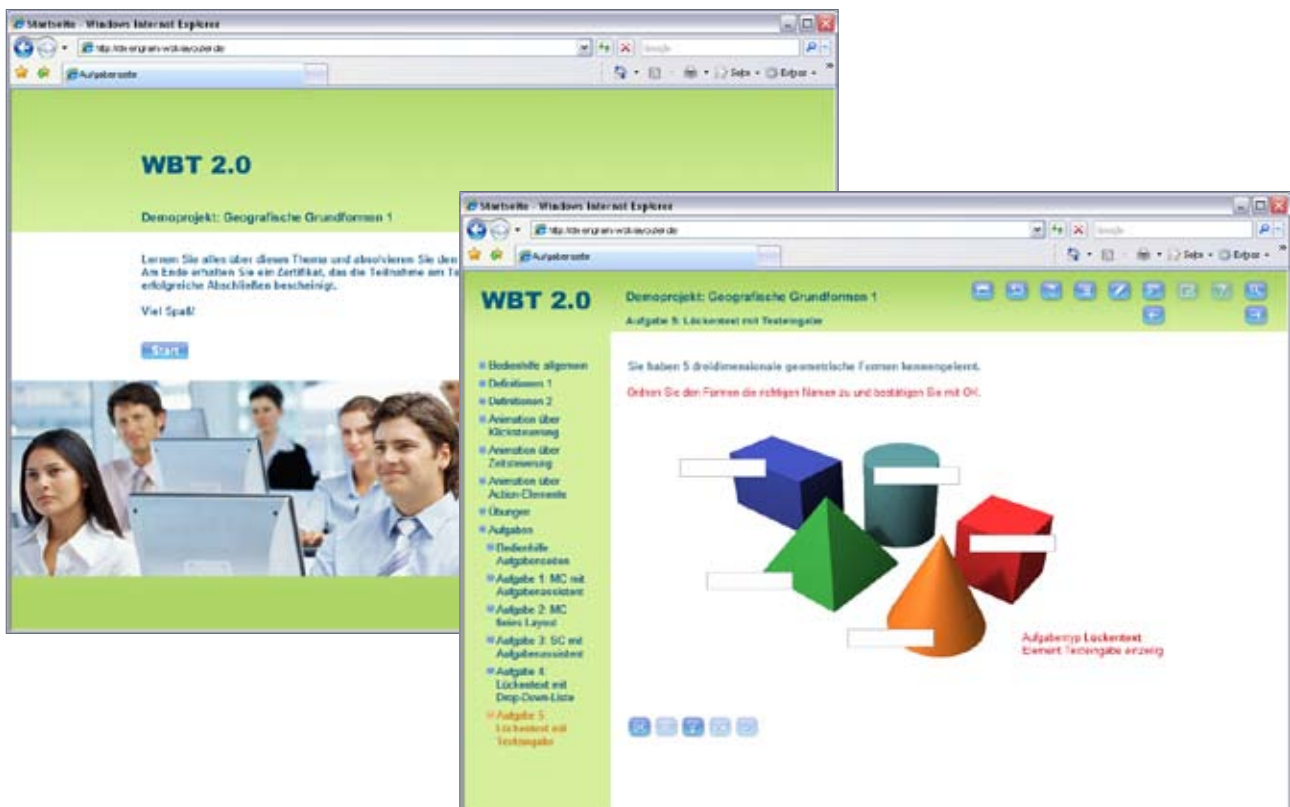 Startseite - Windows Internet Explorer
Aufgabenseite
WBT 2.0
Demoprojekt: Geografische Grundformen 1
Lernen Sie alles über dieses Thema und absolvieren Sie den
Am Ende erhalten Sie ein Zertifikat, das die Teilnahme am Te
erfolgreiche Abschließen bescheinigt.
Viel Spaß!
Start
Startseite - Windows Internet Explorer
Aufgabenseite
WBT 2.0
Demoprojekt: Geografische Grundformen 1
Aufgabe 5: Lückentext mit Texteingabe
Bedienhilfe allgemein
Definitionen 1
Definitionen 2
Animation über
Klicksteuerung
Animation über
Zeitsteuerung
Animation über
Action-Elemente
Übungen
Aufgaben
Bedienhilfe
Aufgabenseiten
Aufgabe 1: MC mit
Aufgabenassistent
Aufgabe 2: MC
freies Layout
Aufgabe 3: SC mit
Aufgabenassistent
Aufgabe 4:
Lückentext mit
Drop-Down-Liste
Aufgabe 5:
Lückentext mit
Texteingabe
Sie haben 5 dreidimensionale geometrische Formen kennengelernt.
Ordnen Sie den Formen die richtigen Namen zu und bestätigen Sie mit OK.
Aufgabentyp Lückentext
Element Texteingabe einzeilig